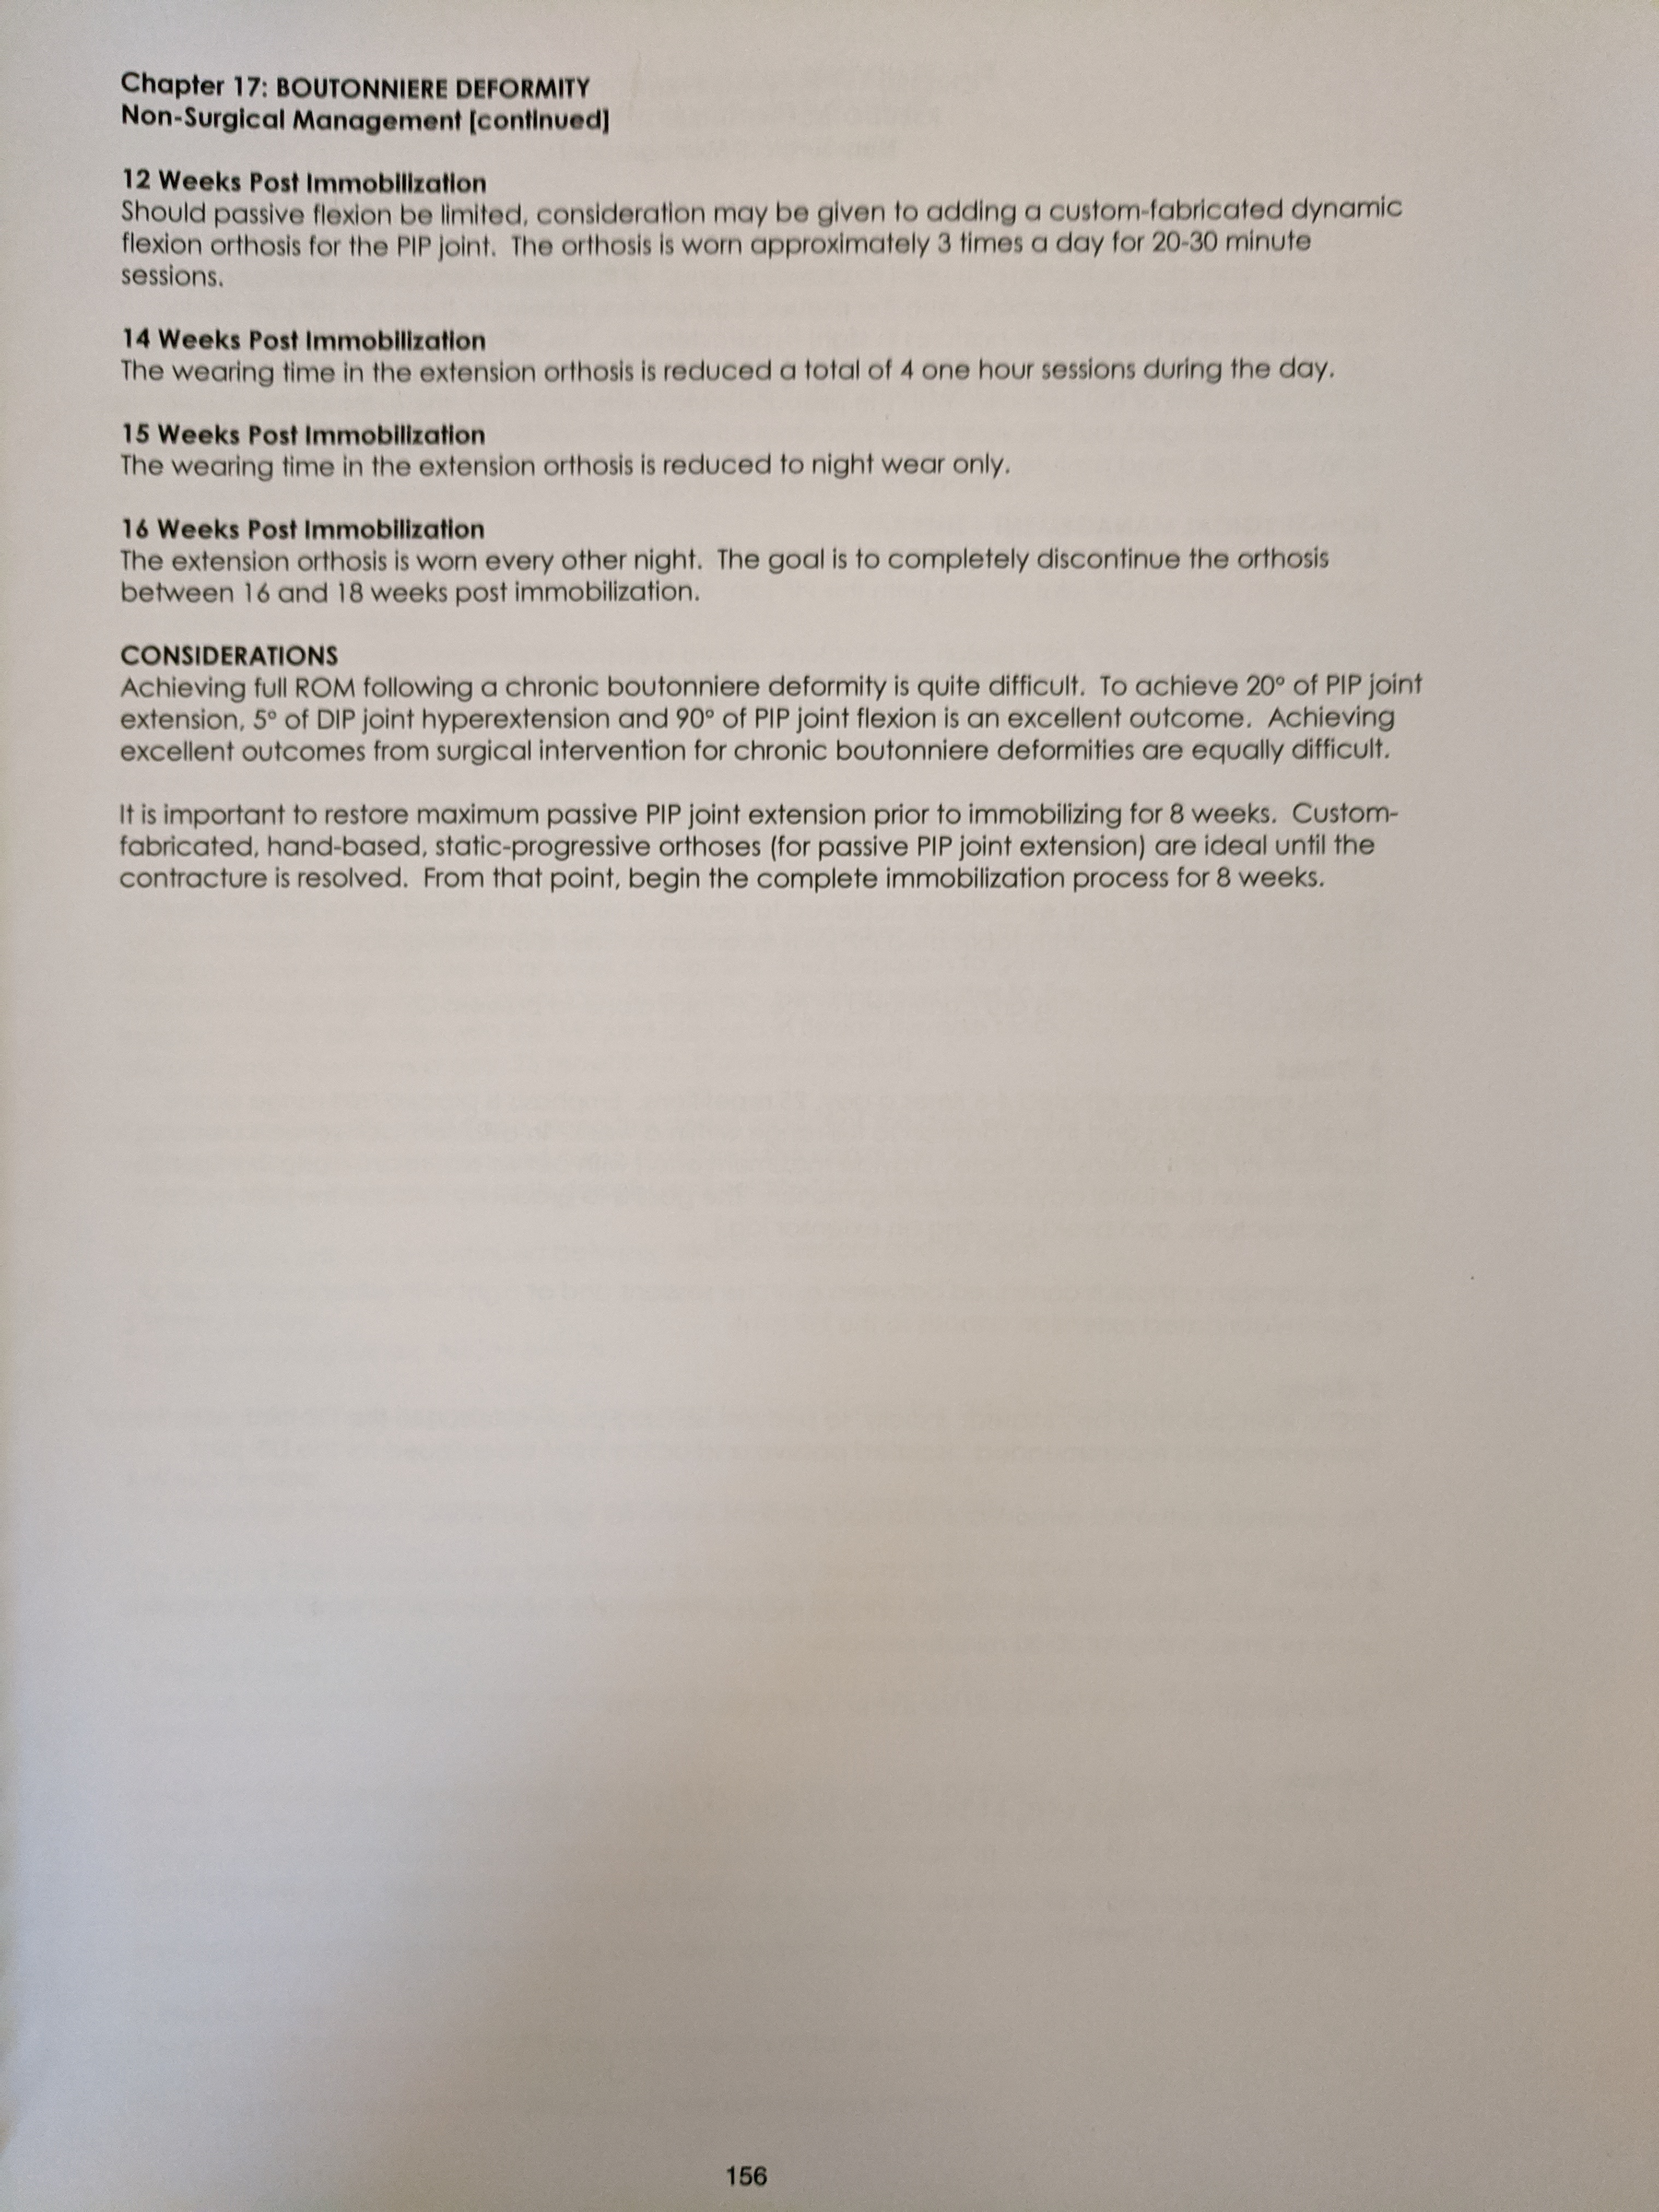 Chapter 17: BOUTONNIERE DEFORMITY
Non-Surgical Management [continued]
12 Weeks Post Immobilization
Should passive flexion be limited, consideration may be given to adding a custom-fabricated dynamic
flexion orthosis for the PIP joint. The orthosis is worn approximately 3 times a day for 20-30 minute
sessions.
14 Weeks Post Immobilization
The wearing time in the extension orthosis is reduced a total of 4 one hour sessions during the day.
15 Weeks Post Immobilization
The wearing time in the extension orthosis is reduced to night wear only.
16 Weeks Post Immobilization
The extension orthosis is worn every other night. The goal is to completely discontinue the orthosis
between 16 and 18 weeks post immobilization.
CONSIDERATIONS
Achieving full ROM following a chronic boutonniere deformity is quite difficult. To achieve 20° of PIP joint
extension, 5° of DIP joint hyperextension and 90° of PIP joint flexion is an excellent outcome. Achieving
excellent outcomes from surgical intervention for chronic boutonniere deformities are equally difficult.
It is important to restore maximum passive PIP joint extension prior to immobilizing for 8 weeks. Custom-
fabricated, hand-based, static-progressive orthoses (for passive PIP joint extension) are ideal until the
contracture is resolved. From that point, begin the complete immobilization process for 8 weeks.
156